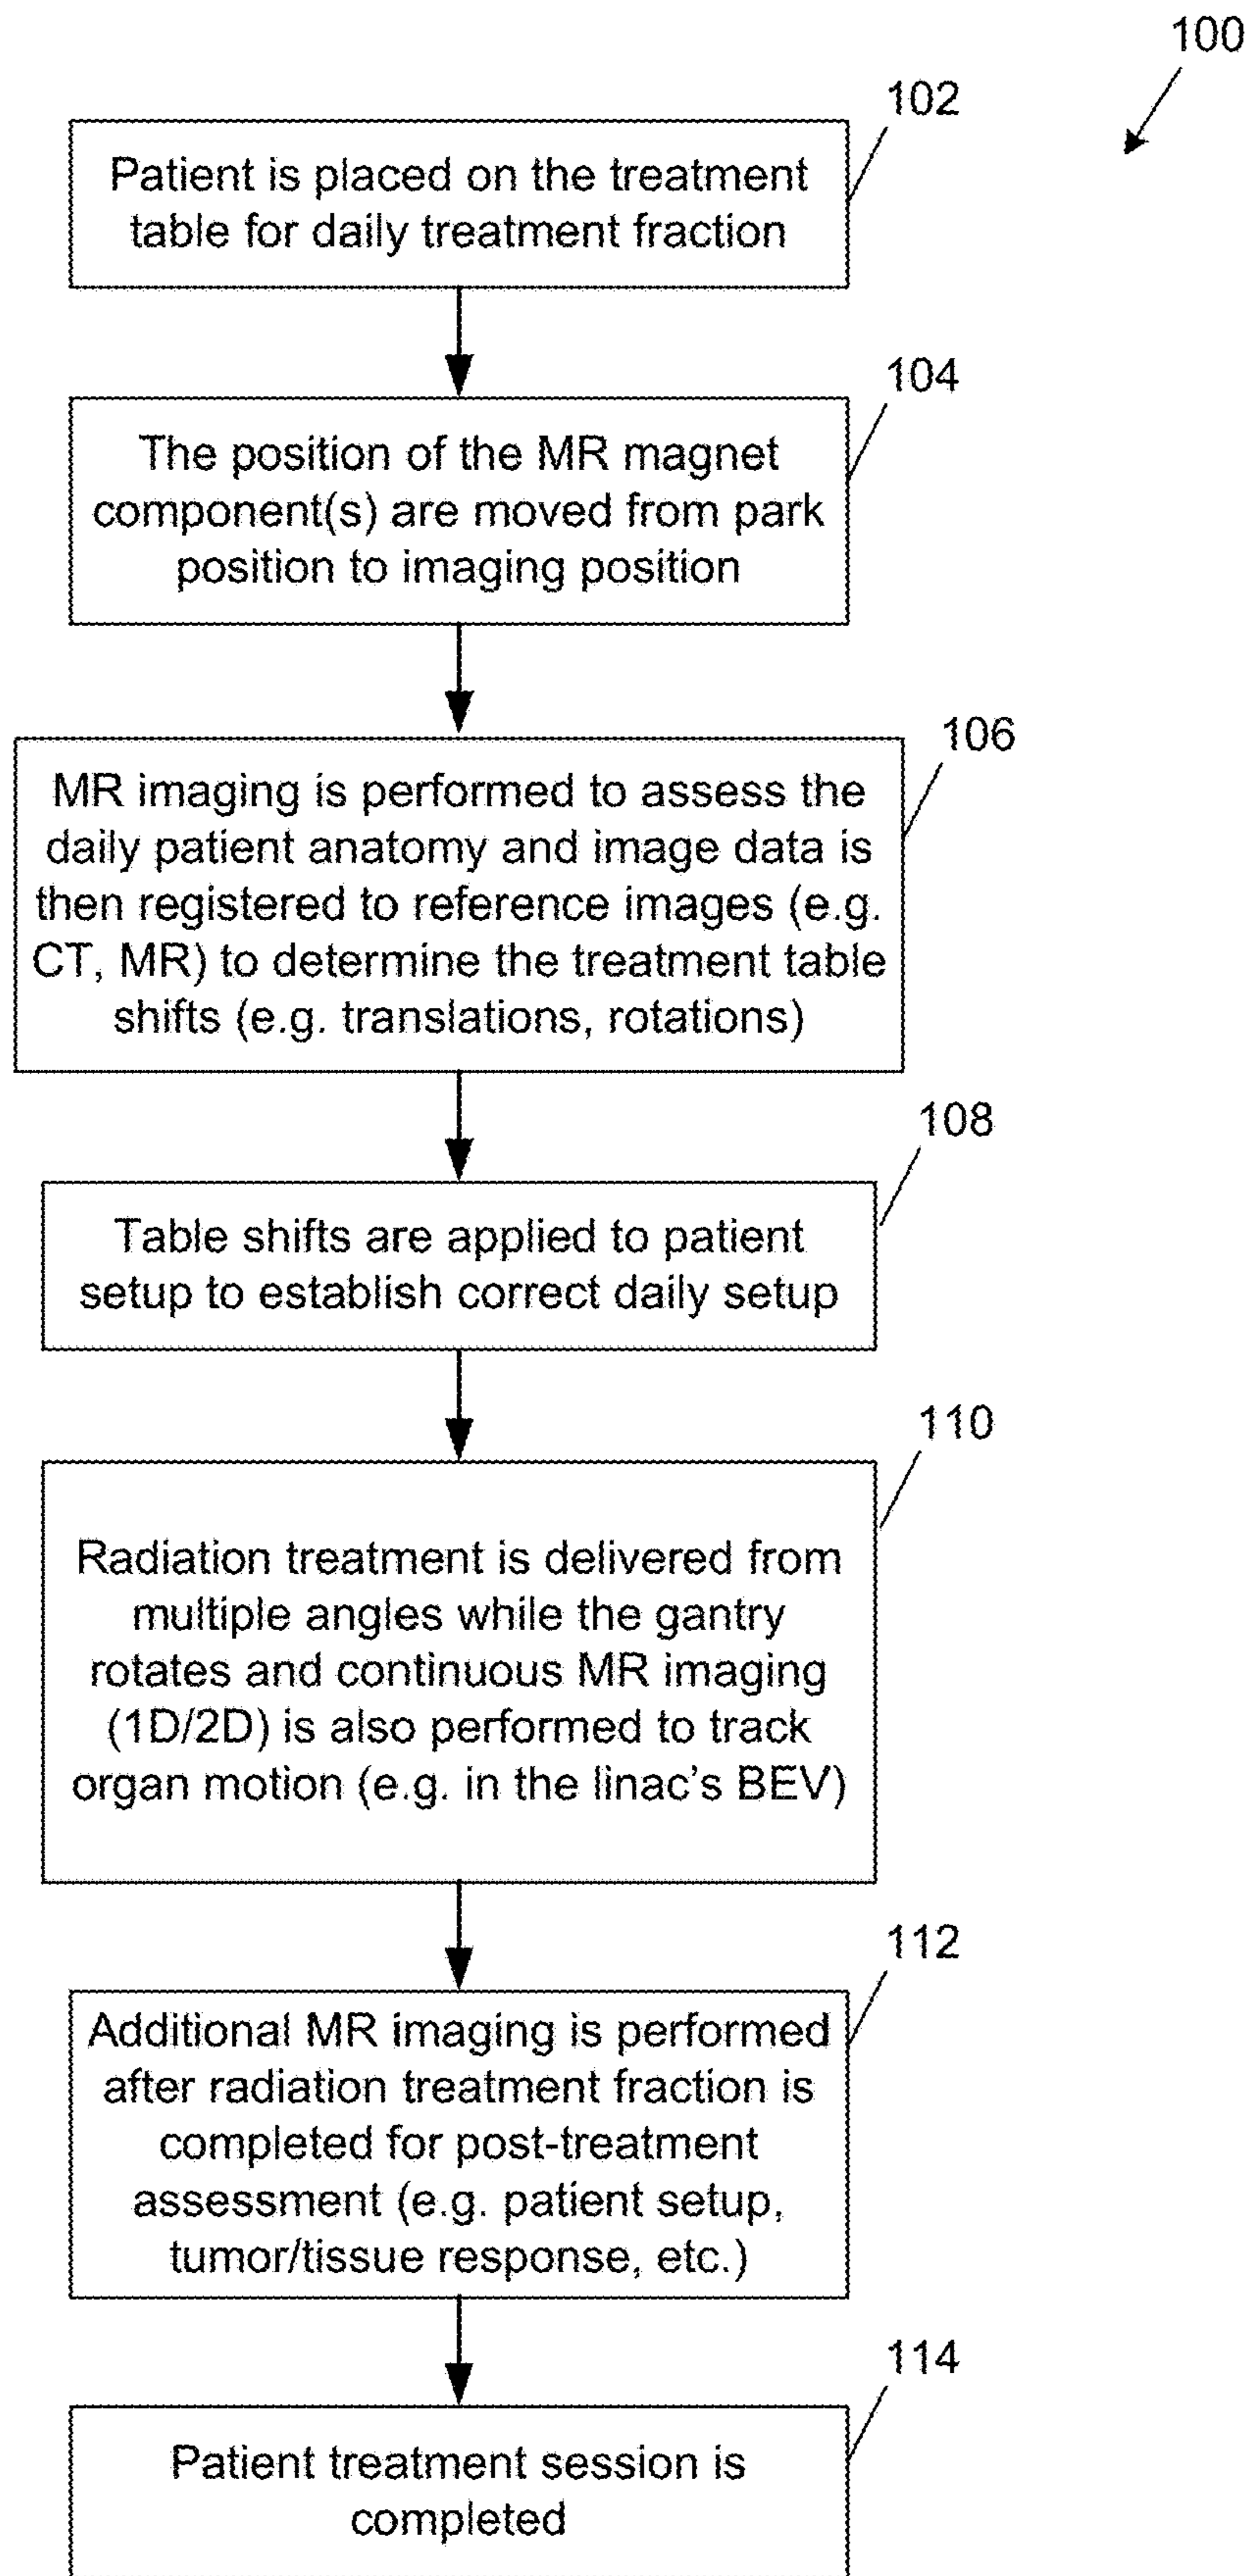 100
102
Patient is placed on the treatment
table for daily treatment fraction
104
The position of the MR magnet
component(s) are moved from park
position to imaging position
106
MR imaging is performed to assess the
daily patient anatomy and image data is
then registered to reference images (e.g.
CT, MR) to determine the treatment table
shifts (e.g. translations, rotations)
108
Table shifts are applied to patient
setup to establish correct daily setup
110
Radiation treatment is delivered from
multiple angles while the gantry
rotates and continuous MR imaging
(1D/2D) is also performed to track
organ motion (e.g. in the linac's BEV)
112
Additional MR imaging is performed
after radiation treatment fraction is
completed for post-treatment
assessment (e.g. patient setup,
tumor/tissue response, etc.)
114
Patient treatment session is
completed